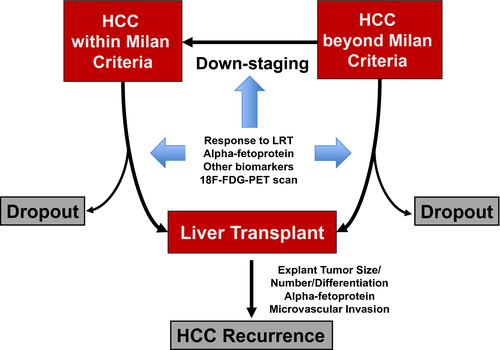 HCC
within Milan
Criteria
HCC
beyond Milan
Criteria
Down-staging
Response to LRT
Alpha-fetoprotein
Other biomarkers
18F-FDG-PET scan
Dropout
Dropout
Liver Transplant
Explant Tumor Size/
Number/Differentiation
Alpha-fetoprotein
Microvascular Invasion
HCC Recurrence